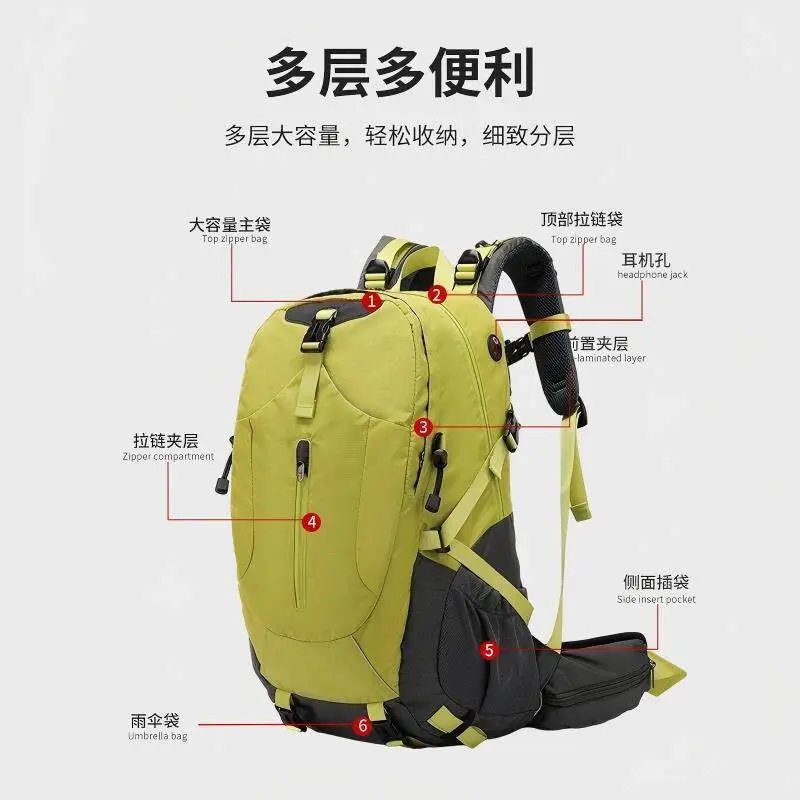 多层多便利
多层大容量，轻松收纳，细致分层
大容量主袋
Top zipper bag
顶部拉链袋
Top zipper bag
耳机孔
headphone jack
前置夹层
-laminated layer
1
2
3
拉链夹层
Zipper compartment
4
侧面插袋
Side insert pocket
5
雨伞袋
Umbrella bag
6